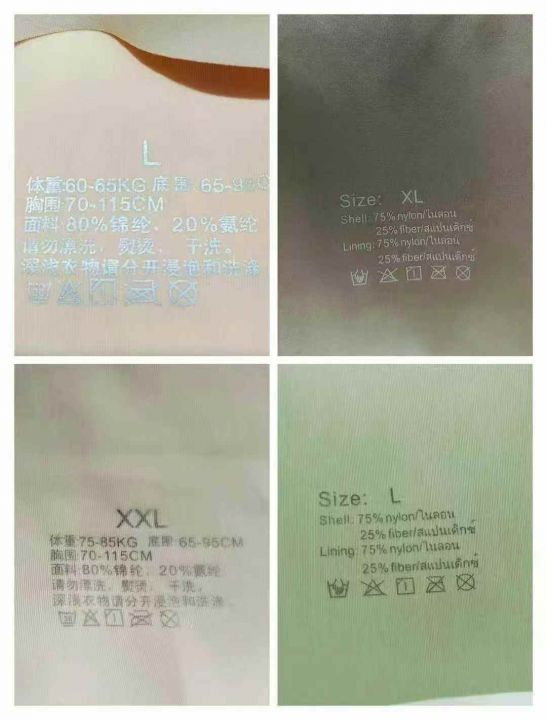 L
体重:60-65KG 底围:65-95CM
胸围:70-115CM
面料:80%锦纶、20%氨纶
请勿漂洗、熨烫、干洗。
深浅衣物请分开浸泡和洗涤
Size: XL
Shell: 75% nylon/ไนลอน
25% fiber/สแปนเด็กซ์
Lining: 75% nylon/ไนลอน
25% fiber/สแปนเด็กซ์
XXL
体重:75-85KG 底围:65-95CM
胸围:70-115CM
面料:80%锦纶、20%氨纶
请勿漂洗、熨烫、干洗、
深浅衣物请分开浸泡和洗涤、
30
Size: L
Shell: 75% nylon/ไนลอน
25% fiber/สแปนเด็กซ์
Lining: 75% nylon/ไนลอน
25% fiber/สแปนเด็กซ์